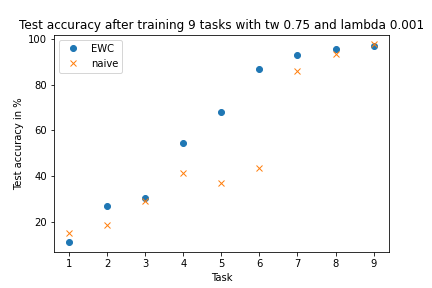 Test accuracy after training 9 tasks with tw 0.75 and lambda 0.001
100
80
60
40
20
Test accuracy in %
EWC
naive
1 2 3 4 5 6 7 8 9
Task